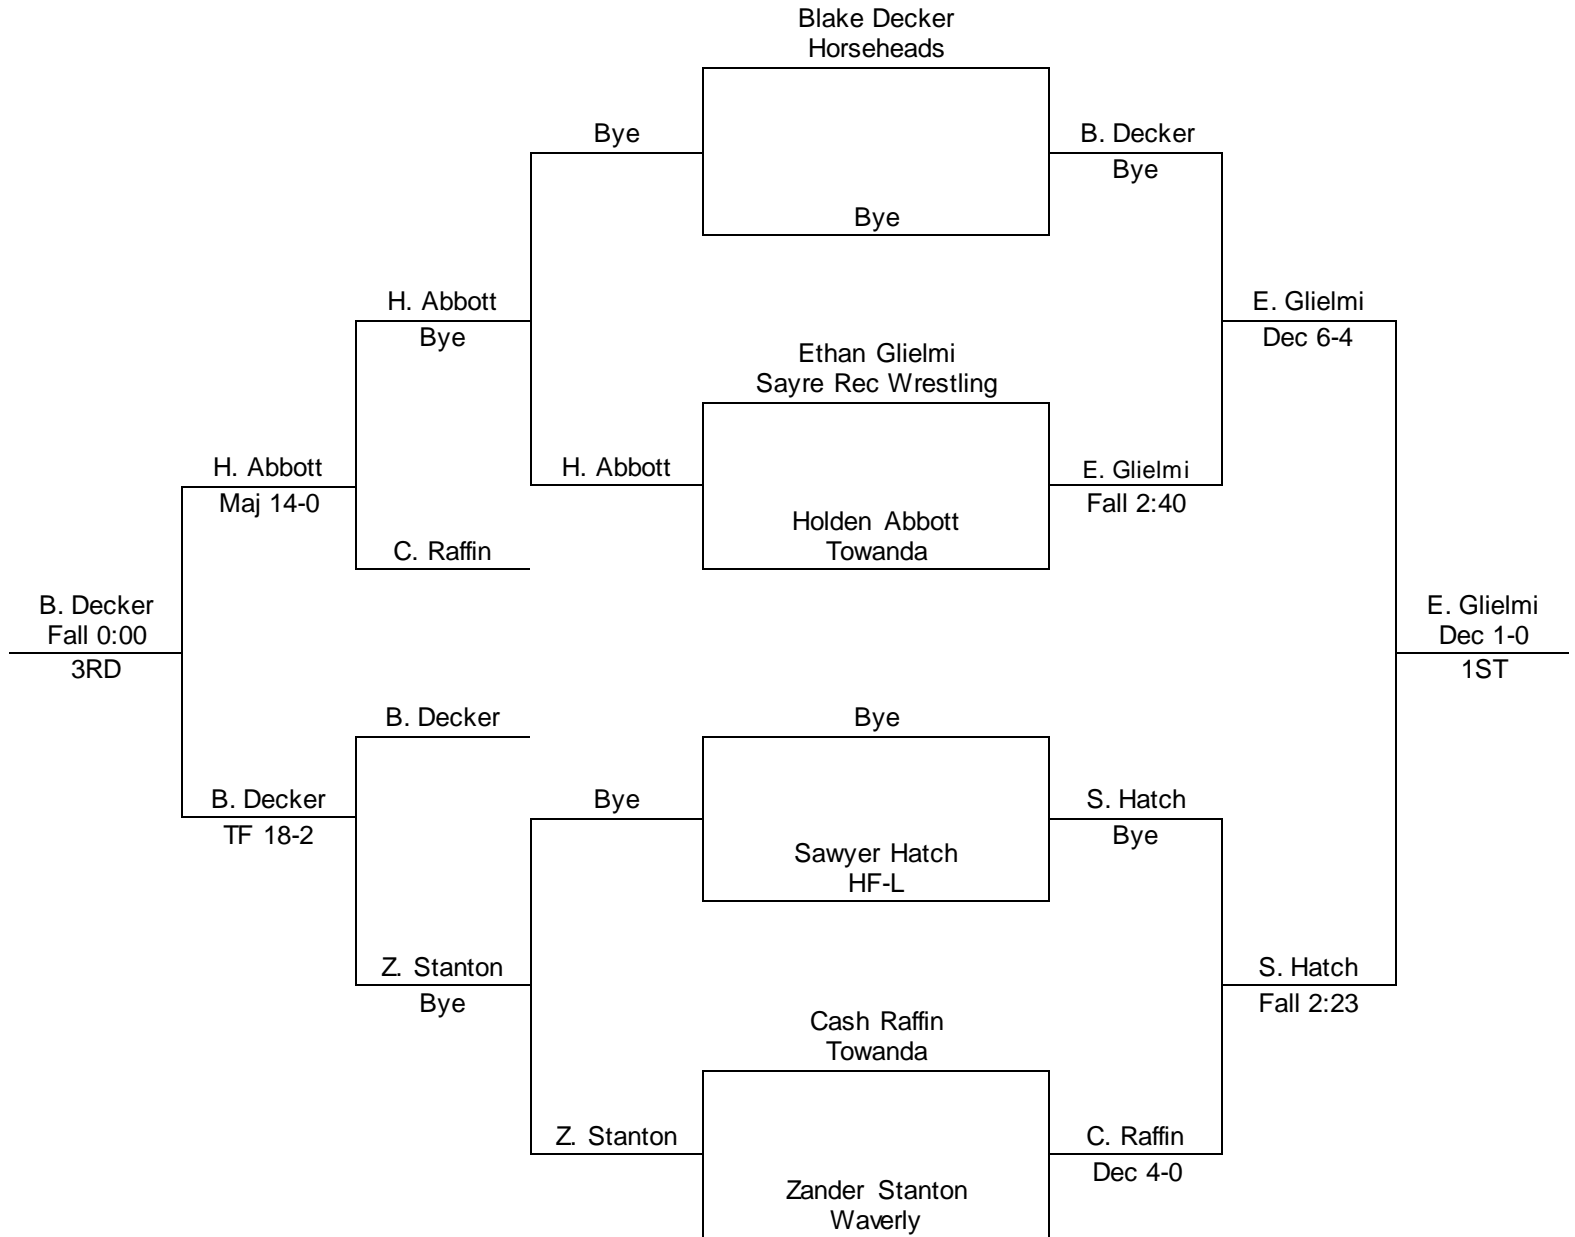 Blake Decker
Horseheads
Bye
B. Decker
Bye
Bye
H. Abbott
Bye
E. Glielmi
Dec 6-4
Ethan Glielmi
Sayre Rec Wrestling
H. Abbott
Maj 14-0
H. Abbott
E. Glielmi
Fall 2:40
Holden Abbott
Towanda
C. Raffin
B. Decker
Fall 0:00
3RD
E. Glielmi
Dec 1-0
1ST
B. Decker
Bye
B. Decker
TF 18-2
Bye
S. Hatch
Bye
Sawyer Hatch
HF-L
Z. Stanton
Bye
S. Hatch
Fall 2:23
Cash Raffin
Towanda
Z. Stanton
C. Raffin
Dec 4-0
Zander Stanton
Waverly